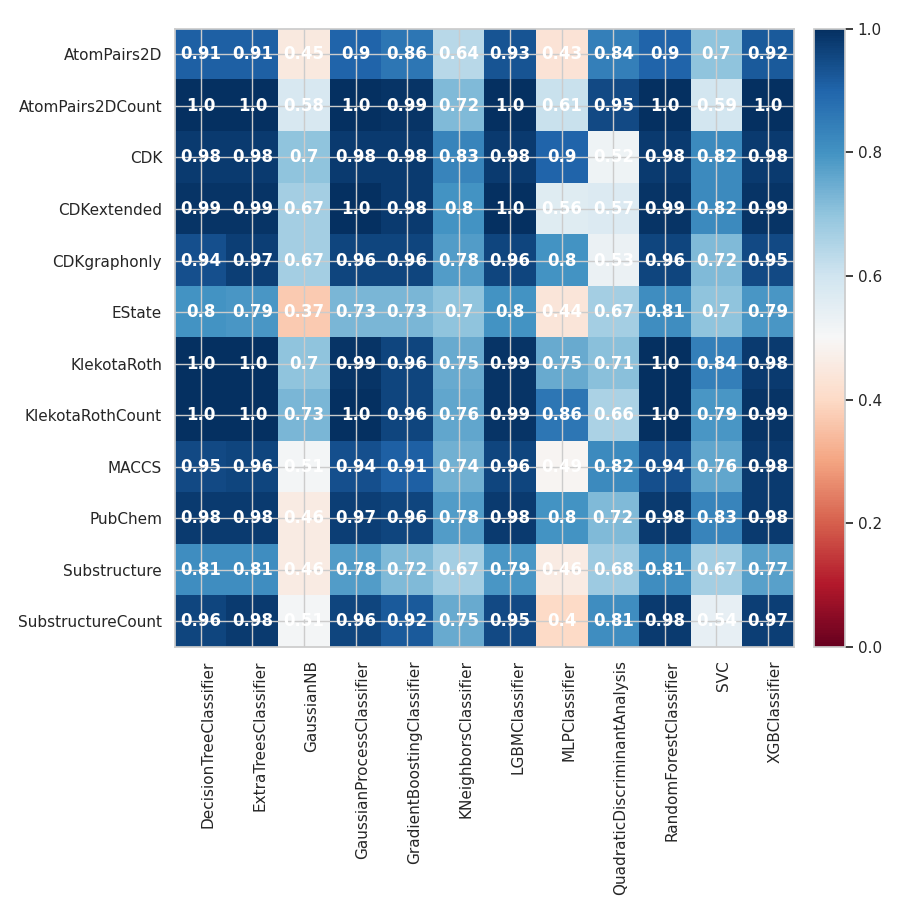 AtomPairs2D 0.91 0.91 0.45 0.9 0.86 0.64 0.93 0.43 0.84 0.9 0.7 0.92
AtomPairs2DCount 1.0 1.0 0.58 1.0 0.99 0.72 1.0 0.61 0.95 1.0 0.59 1.0
CDK 0.98 0.98 0.7 0.98 0.98 0.83 0.98 0.9 0.52 0.98 0.82 0.98
CDKextended 0.99 0.99 0.67 1.0 0.98 0.8 1.0 0.56 0.57 0.99 0.82 0.99
CDKgraphonly 0.94 0.97 0.67 0.96 0.96 0.78 0.96 0.8 0.53 0.96 0.72 0.95
EState 0.8 0.79 0.37 0.73 0.73 0.7 0.8 0.44 0.67 0.81 0.7 0.79
KlekotaRoth 1.0 1.0 0.7 0.99 0.96 0.75 0.99 0.75 0.71 1.0 0.84 0.98
KlekotaRothCount 1.0 1.0 0.73 1.0 0.96 0.76 0.99 0.86 0.66 1.0 0.79 0.99
MACCS 0.95 0.96 0.51 0.94 0.91 0.74 0.96 0.49 0.82 0.94 0.76 0.98
PubChem 0.98 0.98 0.46 0.97 0.96 0.78 0.98 0.8 0.72 0.98 0.83 0.98
Substructure 0.81 0.81 0.46 0.78 0.72 0.67 0.79 0.46 0.68 0.81 0.67 0.77
SubstructureCount 0.96 0.98 0.51 0.96 0.92 0.75 0.95 0.4 0.81 0.98 0.54 0.97
DecisionTreeClassifier
ExtraTreesClassifier
GaussianNB
GaussianProcessClassifier
GradientBoostingClassifier
KNeighborsClassifier
LGBMClassifier
MLPClassifier
QuadraticDiscriminantAnalysis
RandomForestClassifier
SVC
XGBClassifier
1.0
0.8
0.6
0.4
0.2
0.0